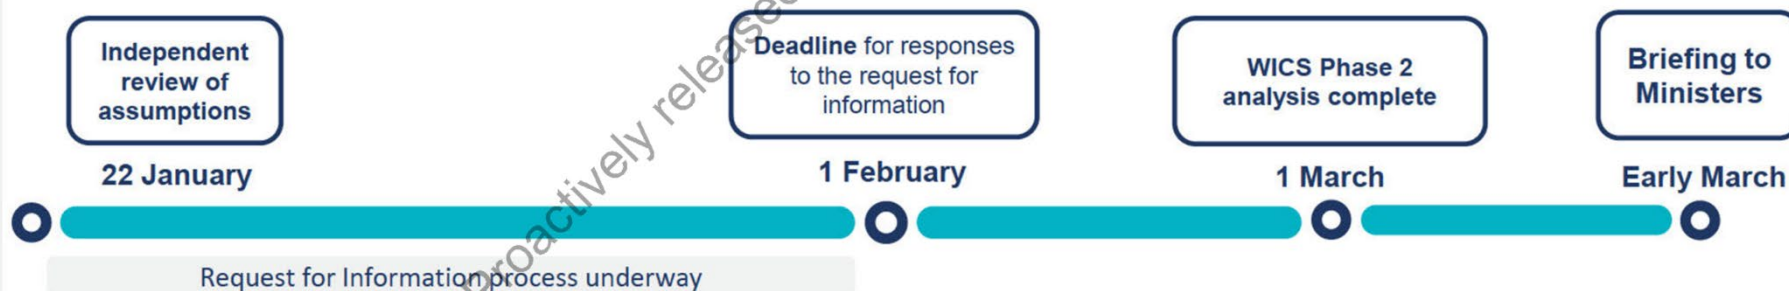 Independent
review of
assumptions
22 January
Deadline for responses
to the request for
information
1 February
WICS Phase 2
analysis complete
1 March
Briefing to
Ministers
Early March
Request for Information process underway
Proactively released